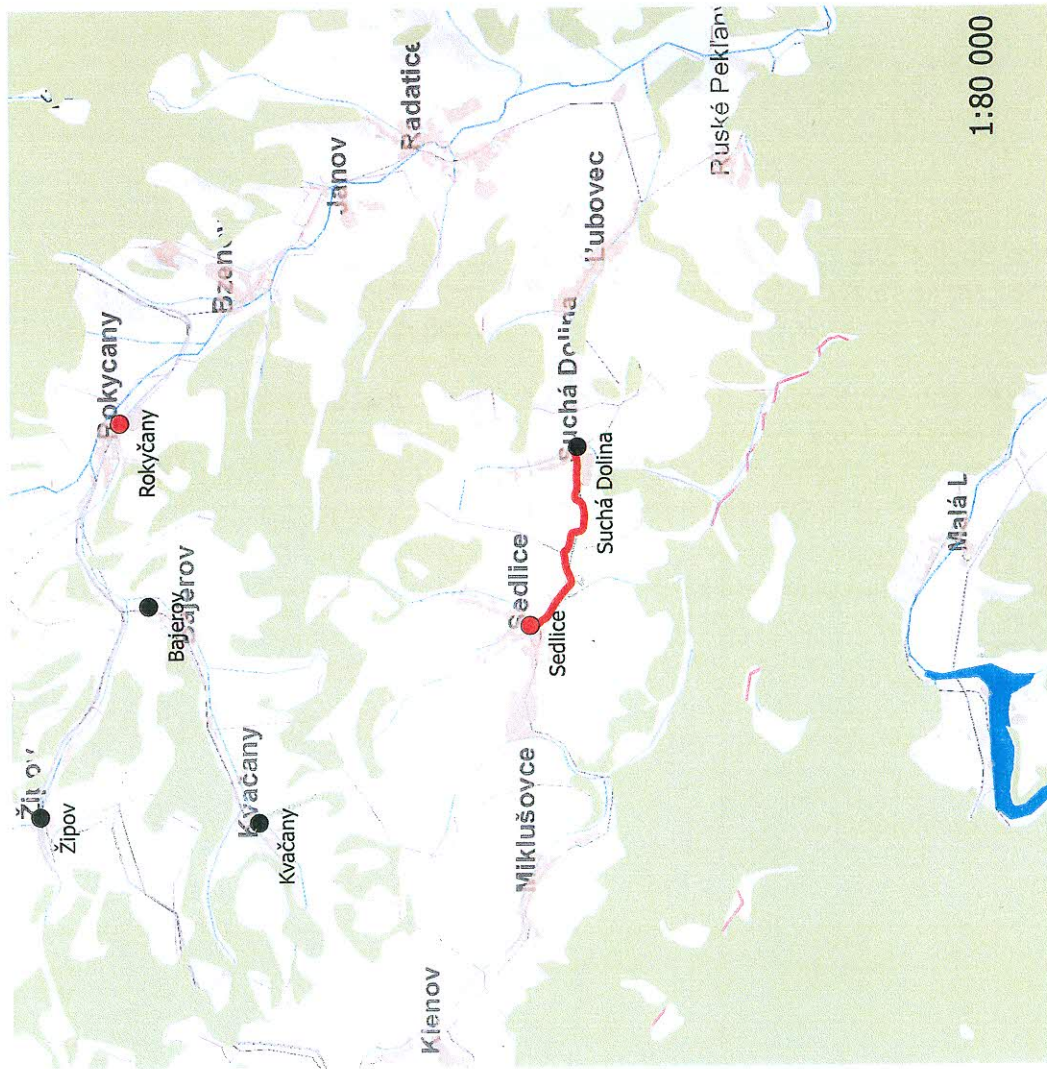 Žipov
Žipov
Rokycany
Rokyčany
Bajerov
Bajerov
Kvačany
Kvačany
Janov
Radatice
Klenov
Miklušovce
Sedlice
Sedlice
Suchá Dolina
Suchá Dolina
Ľubovec
Ruské Pekľany
Malá L
1:80 000